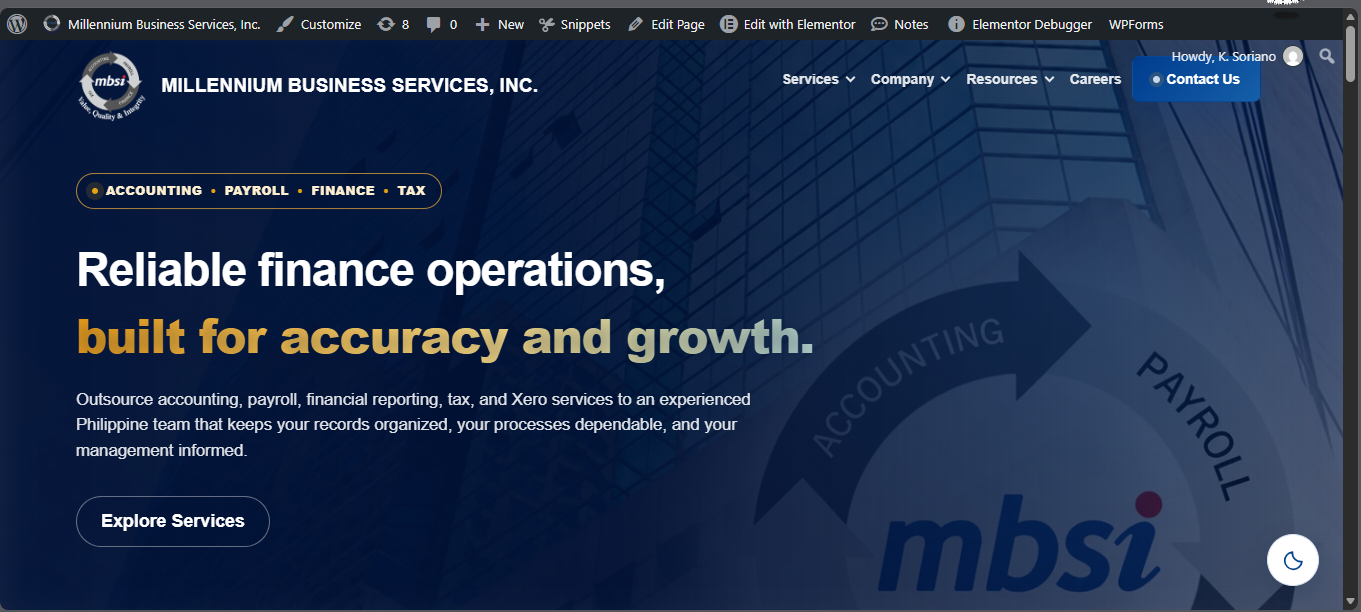 Millennium Business Services, Inc. Customize 8 0 New Snippets Edit Page Edit with Elementor Notes Elementor Debugger WPForms
Howdy, K. Soriano
mbsi
Value, Quality & Integrity
MILLENNIUM BUSINESS SERVICES, INC.
Services Company Resources Careers Contact Us
ACCOUNTING • PAYROLL • FINANCE • TAX
Reliable finance operations,
built for accuracy and growth.
Outsource accounting, payroll, financial reporting, tax, and Xero services to an experienced
Philippine team that keeps your records organized, your processes dependable, and your
management informed.
Explore Services
ACCOUNTING
PAYROLL
mbsi